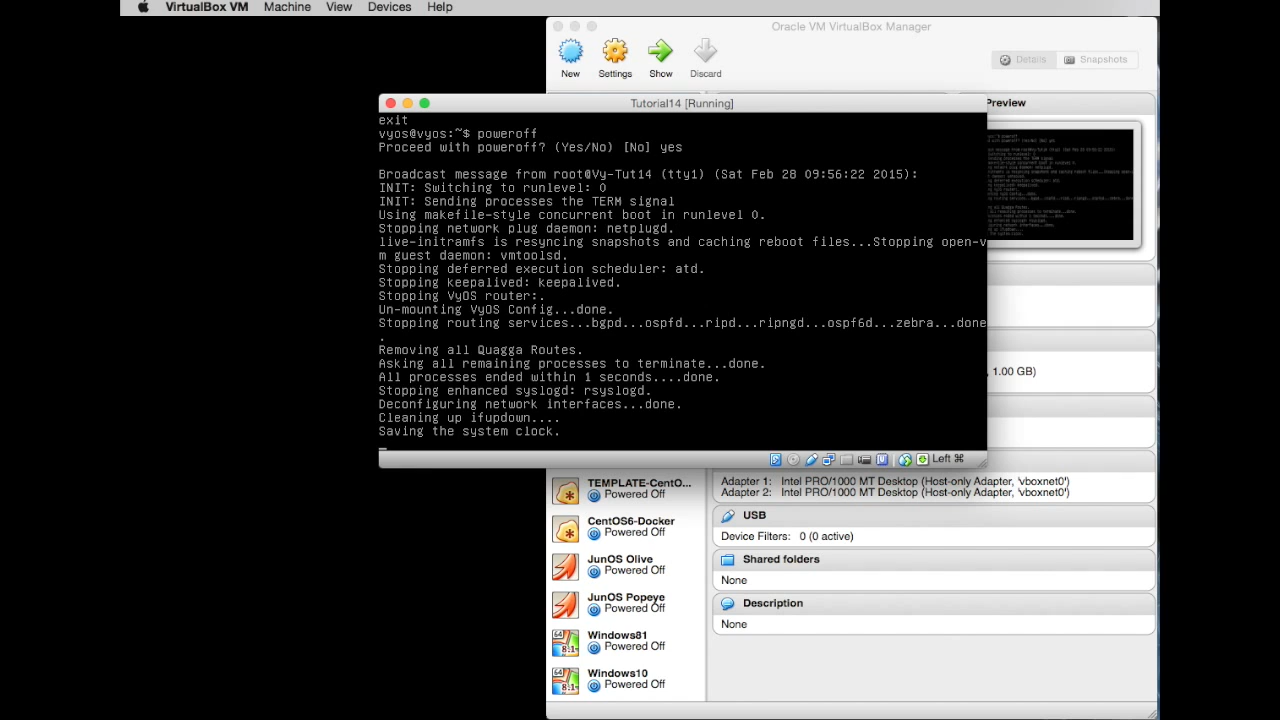 VirtualBox VM Machine View Devices Help
Oracle VM VirtualBox Manager
New Settings Show Discard
Details Snapshots
Tutorial14 [Running]
Preview
exit
vyos@vyos:~$ poweroff
Proceed with poweroff? (Yes/No) [No] yes
Broadcast message from root@Vy-Tut14 (tty1) (Sat Feb 28 09:56:22 2015):
INIT: Switching to runlevel: 0
INIT: Sending processes the TERM signal
Using makefile-style concurrent boot in runlevel 0.
Stopping network plug daemon: netplugd.
live-initramfs is resyncing snapshots and caching reboot files...Stopping open-v
m guest daemon: vmtoolsd.
Stopping deferred execution scheduler: atd.
Stopping keepalived: keepalived.
Stopping VyOS router:.
Un-mounting VyOS Config...done.
Stopping routing services...bgpd...ospfd...ripd...ripngd...ospf6d...zebra...done
.
Removing all Quagga Routes.
Asking all remaining processes to terminate...done.
All processes ended within 1 seconds....done.
Stopping enhanced syslogd: rsyslogd.
Deconfiguring network interfaces...done.
Cleaning up ifupdown....
Saving the system clock.
Left ⌘
, 1.00 GB)
TEMPLATE-CentO...
Powered Off
CentOS6-Docker
Powered Off
JunOS Olive
Powered Off
JunOS Popeye
Powered Off
Windows81
Powered Off
Windows10
Powered Off
Adapter 1: Intel PRO/1000 MT Desktop (Host-only Adapter, 'vboxnet0')
Adapter 2: Intel PRO/1000 MT Desktop (Host-only Adapter, 'vboxnet0')
USB
Device Filters: 0 (0 active)
Shared folders
None
Description
None